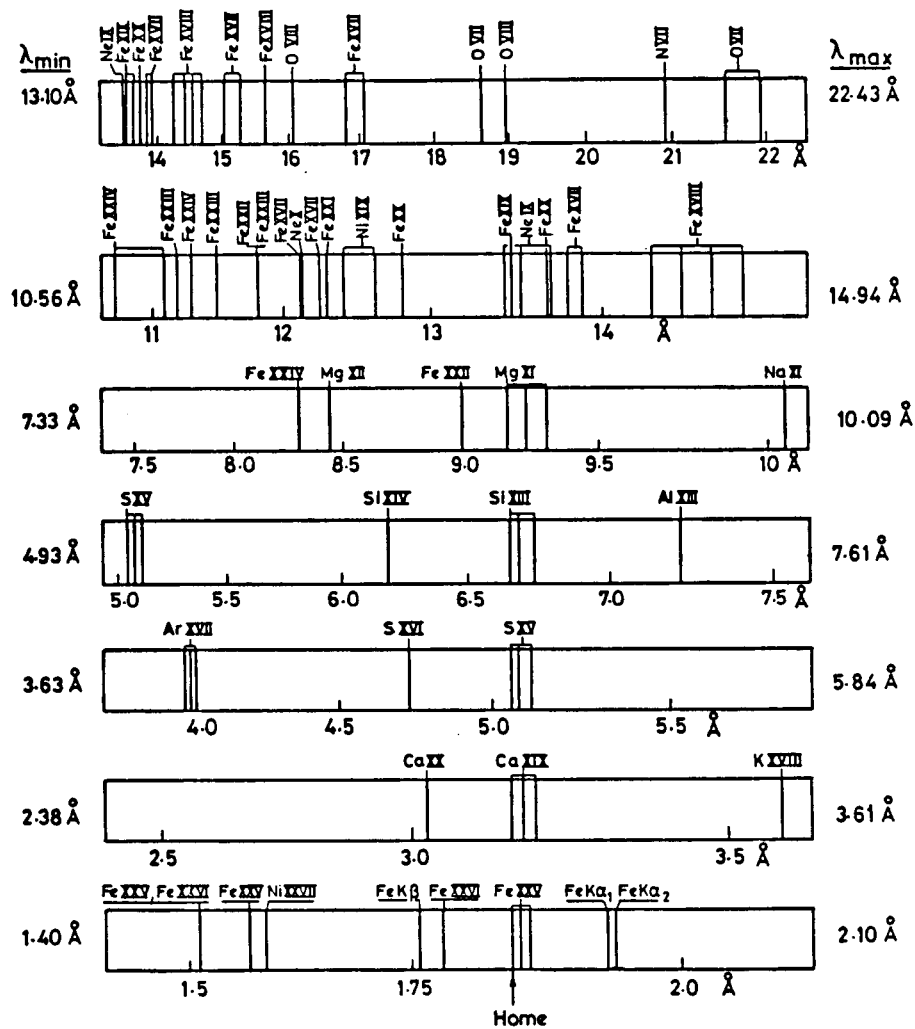 Ne IX Fe XIX Fe XX Fe XVII Fe XVIII Fe Fe XVIII O VIII Fe XVII O VII O VIII N VII O VII
λmin λmax
13·10 Å 22·43 Å
14 15 16 17 18 19 20 21 22 Å
Fe XXIV Fe XXIII Fe XXIV Fe XXIII Fe XXII Fe XXIII Fe XVII Ne X Fe XVII Fe XXI Ni XIX Fe XX Fe XIX Ne IX Fe XX Fe XVII Fe XVIII
10·56 Å 14·94 Å
11 12 13 14 Å
Fe XXIV Mg XII Fe XXII Mg XI Na XI
7·33 Å 10·09 Å
7·5 8·0 8·5 9·0 9·5 10 Å
S XV Si XIV Si XIII Al XIII
4·93 Å 7·61 Å
5·0 5·5 6·0 6·5 7·0 7·5 Å
Ar XVII S XVI S XV
3·63 Å 5·84 Å
4·0 4·5 5·0 5·5 Å
Ca XX Ca XIX K XVIII
2·38 Å 3·61 Å
2·5 3·0 3·5 Å
Fe XXV, Fe XXVI Fe XXV Ni XXVII FeKβ Fe XXVI Fe XXV FeKα1 FeKα2
1·40 Å 2·10 Å
1·5 1·75 2·0 Å
Home